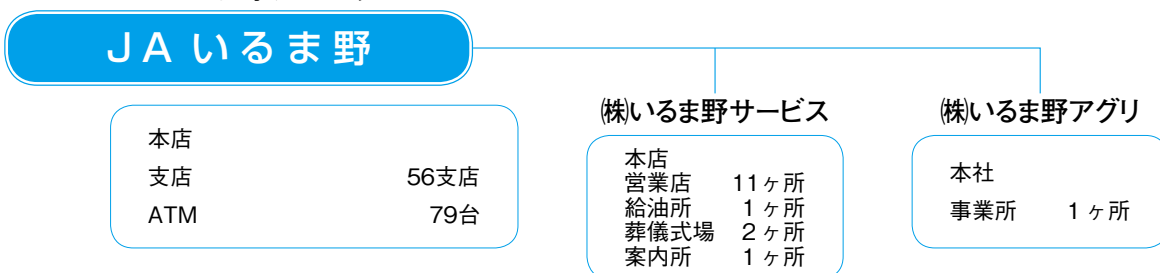 JAいるま野
本店
支店 56支店
ATM 79台
㈱いるま野サービス
本店
営業店 11ヶ所
給油所 1ヶ所
葬儀式場 2ヶ所
案内所 1ヶ所
㈱いるま野アグリ
本社
事業所 1ヶ所